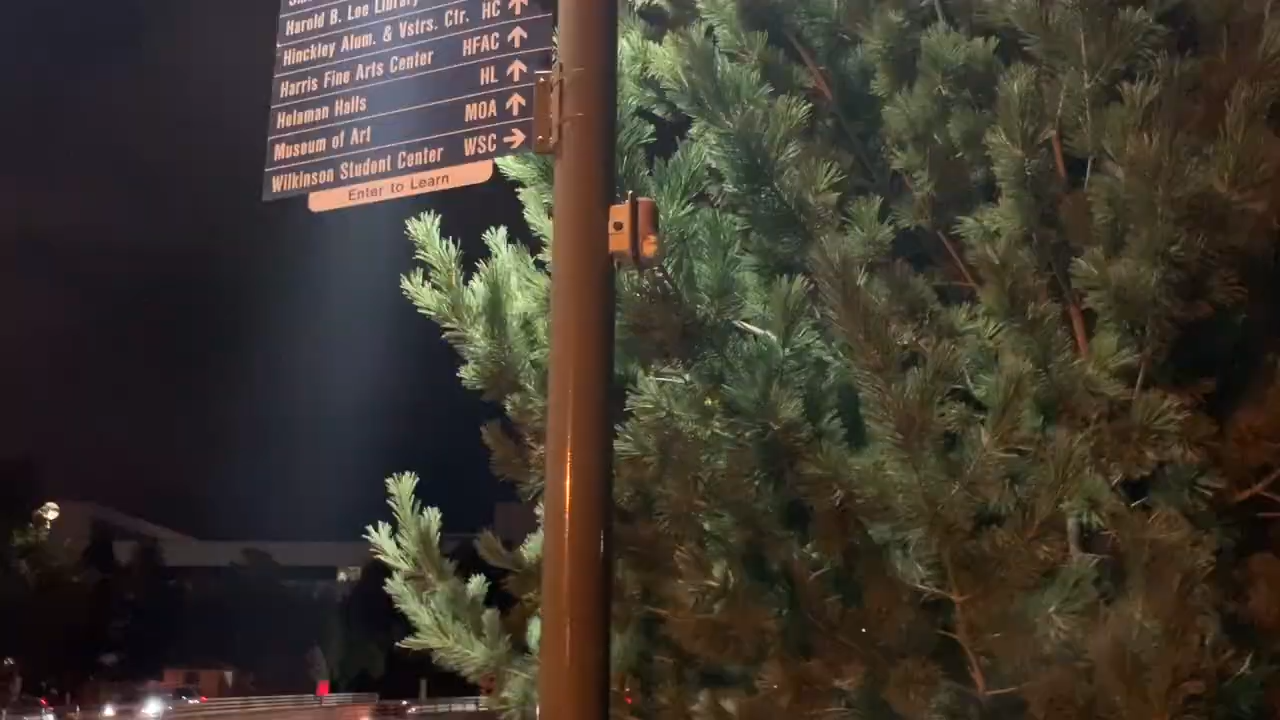 Harold B. Lee Library
Hinckley Alum. & Vstrs. Ctr. HC ↑
Harris Fine Arts Center HFAC ↑
Helaman Halls HL ↑
Museum of Art MOA ↑
Wilkinson Student Center WSC →
Enter to Learn